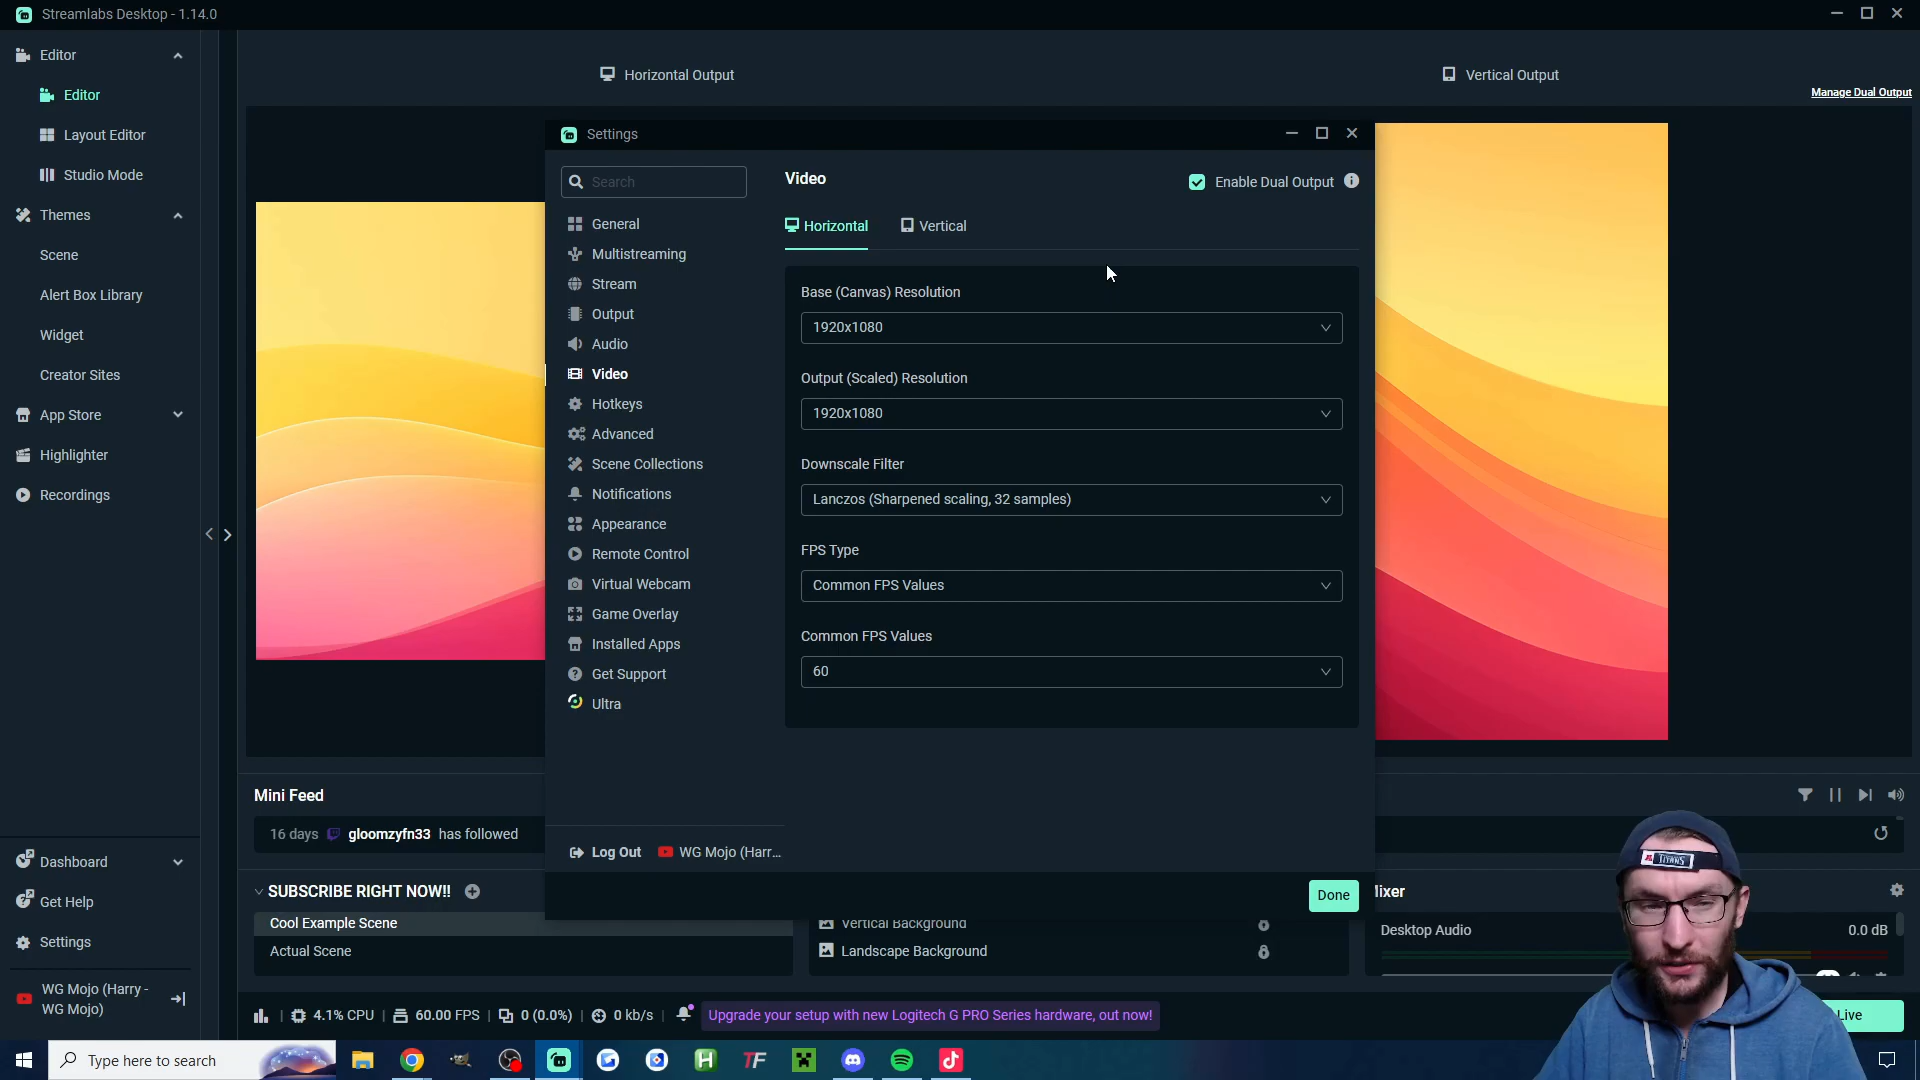 Streamlabs Desktop - 1.14.0
Editor
Editor
Layout Editor
Studio Mode
Themes
Scene
Alert Box Library
Widget
Creator Sites
App Store
Highlighter
Recordings
Dashboard
Get Help
Settings
WG Mojo (Harry -
WG Mojo)
Horizontal Output
Vertical Output
Manage Dual Output
Settings
Search
General
Multistreaming
Stream
Output
Audio
Video
Hotkeys
Advanced
Scene Collections
Notifications
Appearance
Remote Control
Virtual Webcam
Game Overlay
Installed Apps
Get Support
Ultra
Log Out
WG Mojo (Harr...
Video
Enable Dual Output
Horizontal
Vertical
Base (Canvas) Resolution
1920x1080
Output (Scaled) Resolution
1920x1080
Downscale Filter
Lanczos (Sharpened scaling, 32 samples)
FPS Type
Common FPS Values
Common FPS Values
60
Done
Mini Feed
16 days gloomzyfn33 has followed
SUBSCRIBE RIGHT NOW!!
Cool Example Scene
Actual Scene
Vertical Background
Landscape Background
Mixer
Desktop Audio
0.0 dB
4.1% CPU
60.00 FPS
0 (0.0%)
0 kb/s
Upgrade your setup with new Logitech G PRO Series hardware, out now!
Live
TITANS
Type here to search
H
TF